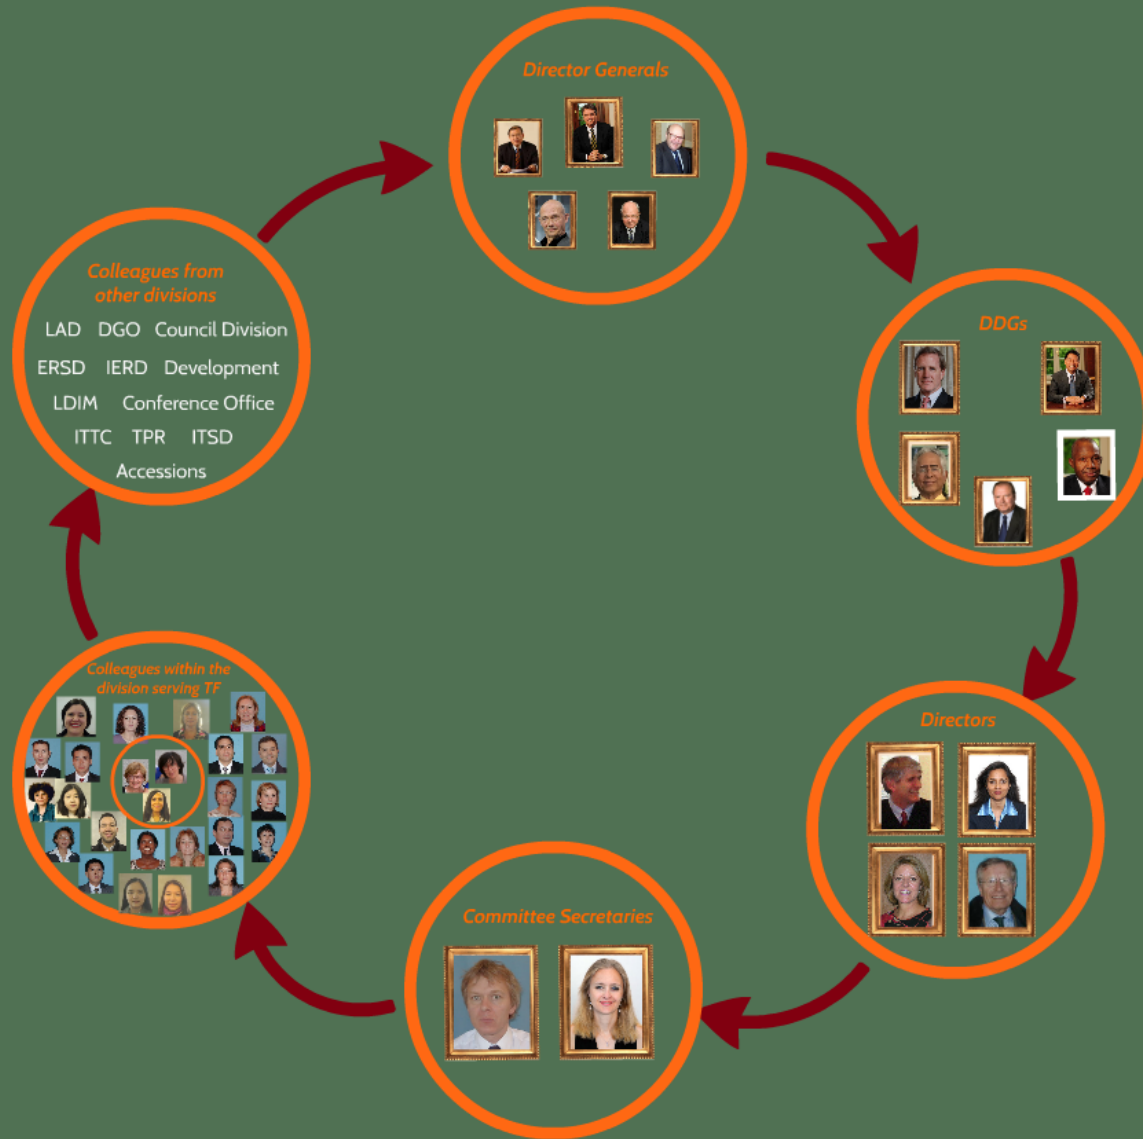 Director Generals
DDGs
Directors
Committee Secretaries
Colleagues within the
division serving TF
Colleagues from
other divisions
LAD DGO Council Division
ERSD IERD Development
LDIM Conference Office
ITTC TPR ITSD
Accessions